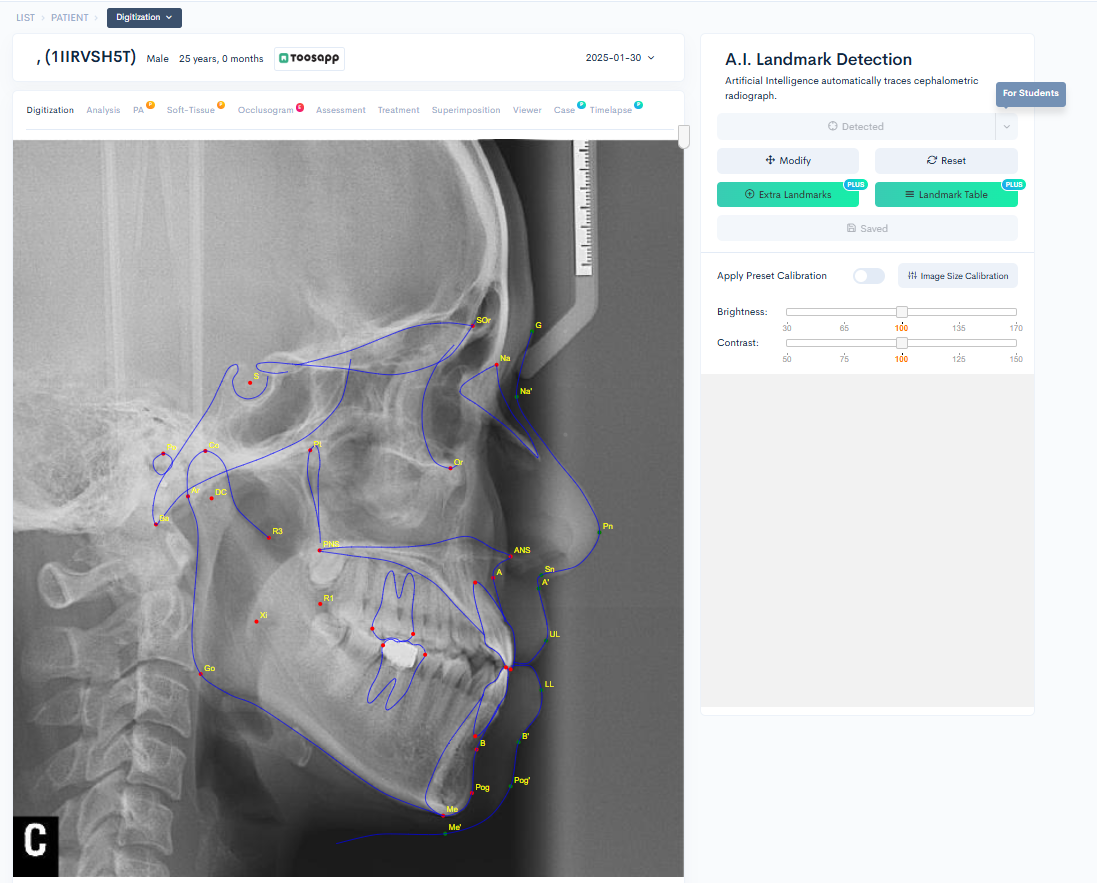 LIST › PATIENT › Digitization
, (1IIRVSH5T) Male 25 years, 0 months TOOSAPP 2025-01-30
Digitization Analysis PA P Soft-Tissue P Occlusogram E Assessment Treatment Superimposition Viewer Case P Timelapse P
SOr
G
Na
S
Na'
Co
Pt
Po
Or
Ar
DC
Ba
R3
Pn
PNS
ANS
Sn
A
A'
R1
Xi
UL
Go
LL
B
B'
Pog
Pog'
Me
Me'
C
A.I. Landmark Detection
Artificial Intelligence automatically traces cephalometric
radiograph.
For Students
Detected
Modify
Reset
Extra Landmarks PLUS
Landmark Table PLUS
Saved
Apply Preset Calibration
Image Size Calibration
Brightness:
30 65 100 135 170
Contrast:
50 75 100 125 150